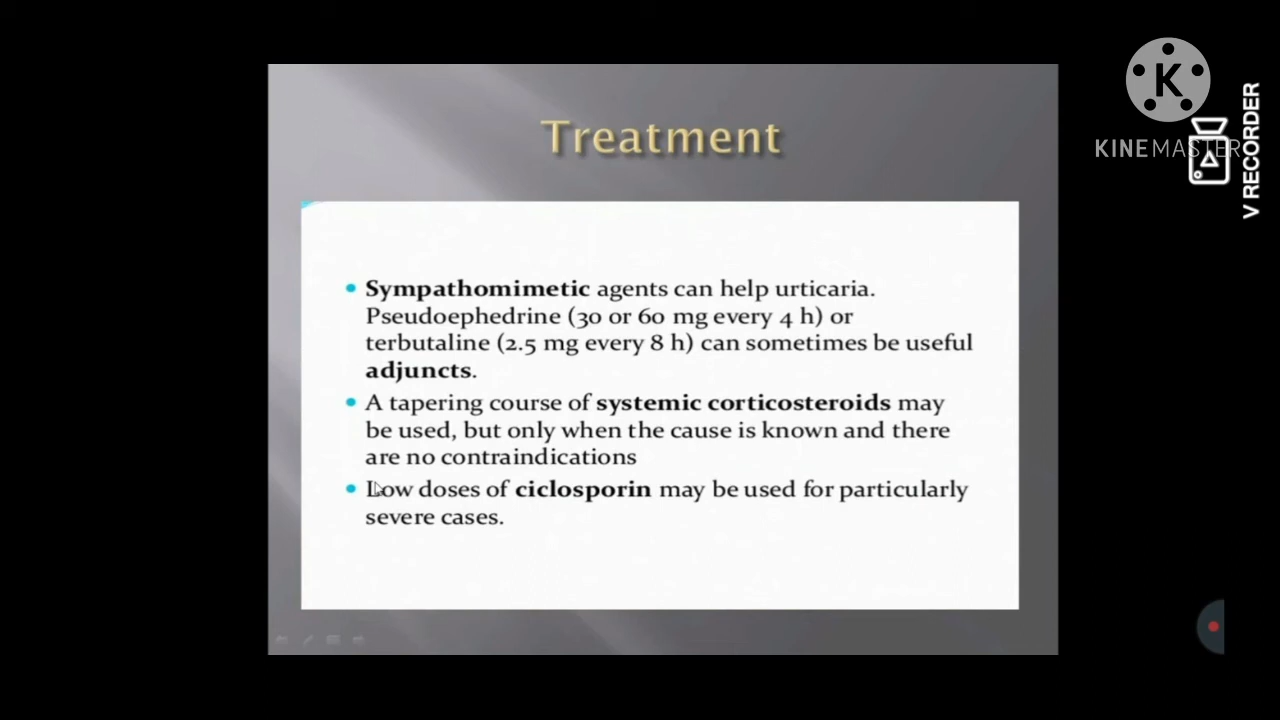 Treatment
• Sympathomimetic agents can help urticaria.
Pseudoephedrine (30 or 60 mg every 4 h) or
terbutaline (2.5 mg every 8 h) can sometimes be useful
adjuncts.
• A tapering course of systemic corticosteroids may
be used, but only when the cause is known and there
are no contraindications
• Low doses of ciclosporin may be used for particularly
severe cases.
K
KINEMASTER
V RECORDER